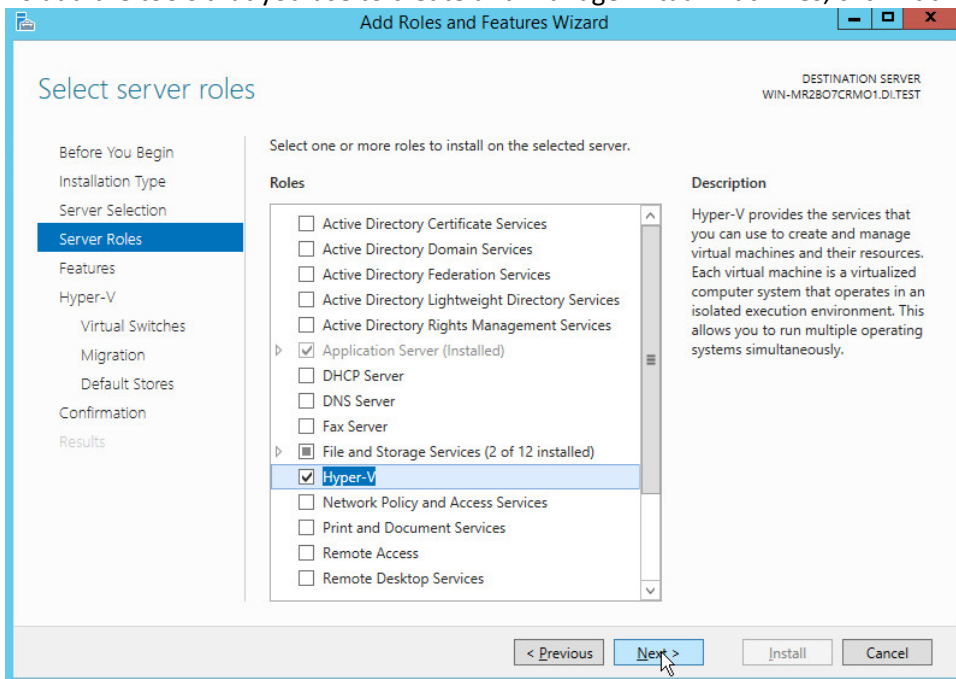 Add Roles and Features Wizard
Select server roles
DESTINATION SERVER
WIN-MR2BO7CRMO1.DI.TEST
Before You Begin
Installation Type
Server Selection
Server Roles
Features
Hyper-V
Virtual Switches
Migration
Default Stores
Confirmation
Results
Select one or more roles to install on the selected server.
Roles
Active Directory Certificate Services
Active Directory Domain Services
Active Directory Federation Services
Active Directory Lightweight Directory Services
Active Directory Rights Management Services
Application Server (Installed)
DHCP Server
DNS Server
Fax Server
File and Storage Services (2 of 12 installed)
Hyper-V
Network Policy and Access Services
Print and Document Services
Remote Access
Remote Desktop Services
Description
Hyper-V provides the services that
you can use to create and manage
virtual machines and their resources.
Each virtual machine is a virtualized
computer system that operates in an
isolated execution environment. This
allows you to run multiple operating
systems simultaneously.
< Previous
Next >
Install
Cancel